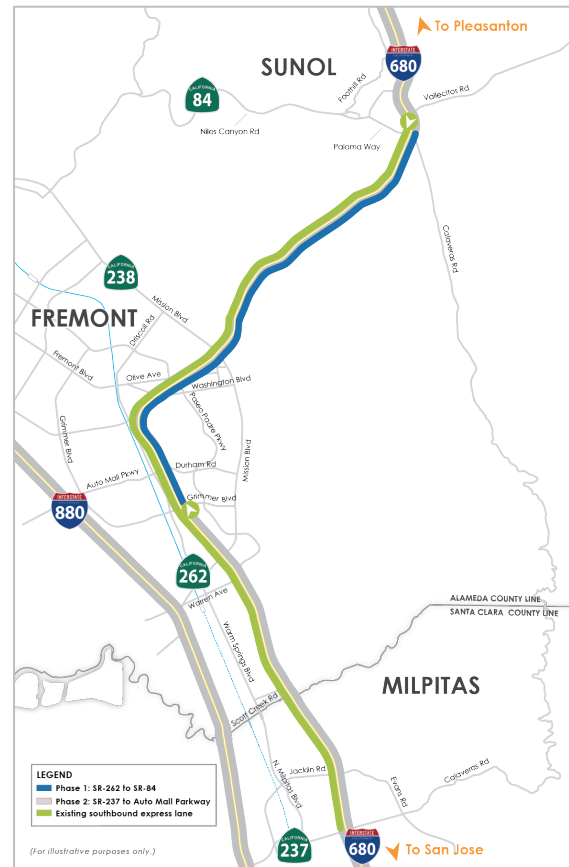 To Pleasanton
SUNOL
INTERSTATE
680
CALIFORNIA
84
Foothill Rd
Vallecitos Rd
Niles Canyon Rd
Paloma Way
Calaveras Rd
CALIFORNIA
238
Mission Blvd
FREMONT
Driscoll Rd
Fremont Blvd
Olive Ave
Washington Blvd
Paseo Padre Pkwy
Grimmer Blvd
Mission Blvd
Durham Rd
Auto Mall Pkwy
Grimmer Blvd
INTERSTATE
880
CALIFORNIA
262
Warren Ave
ALAMEDA COUNTY LINE
SANTA CLARA COUNTY LINE
Warm Springs Blvd
MILPITAS
Scott Creek Rd
N. Milpitas Blvd
Jacklin Rd
Evans Rd
Calaveras Rd
LEGEND
Phase 1: SR-262 to SR-84
Phase 2: SR-237 to Auto Mall Parkway
Existing southbound express lane
(For illustrative purposes only.)
CALIFORNIA
237
INTERSTATE
680
To San Jose